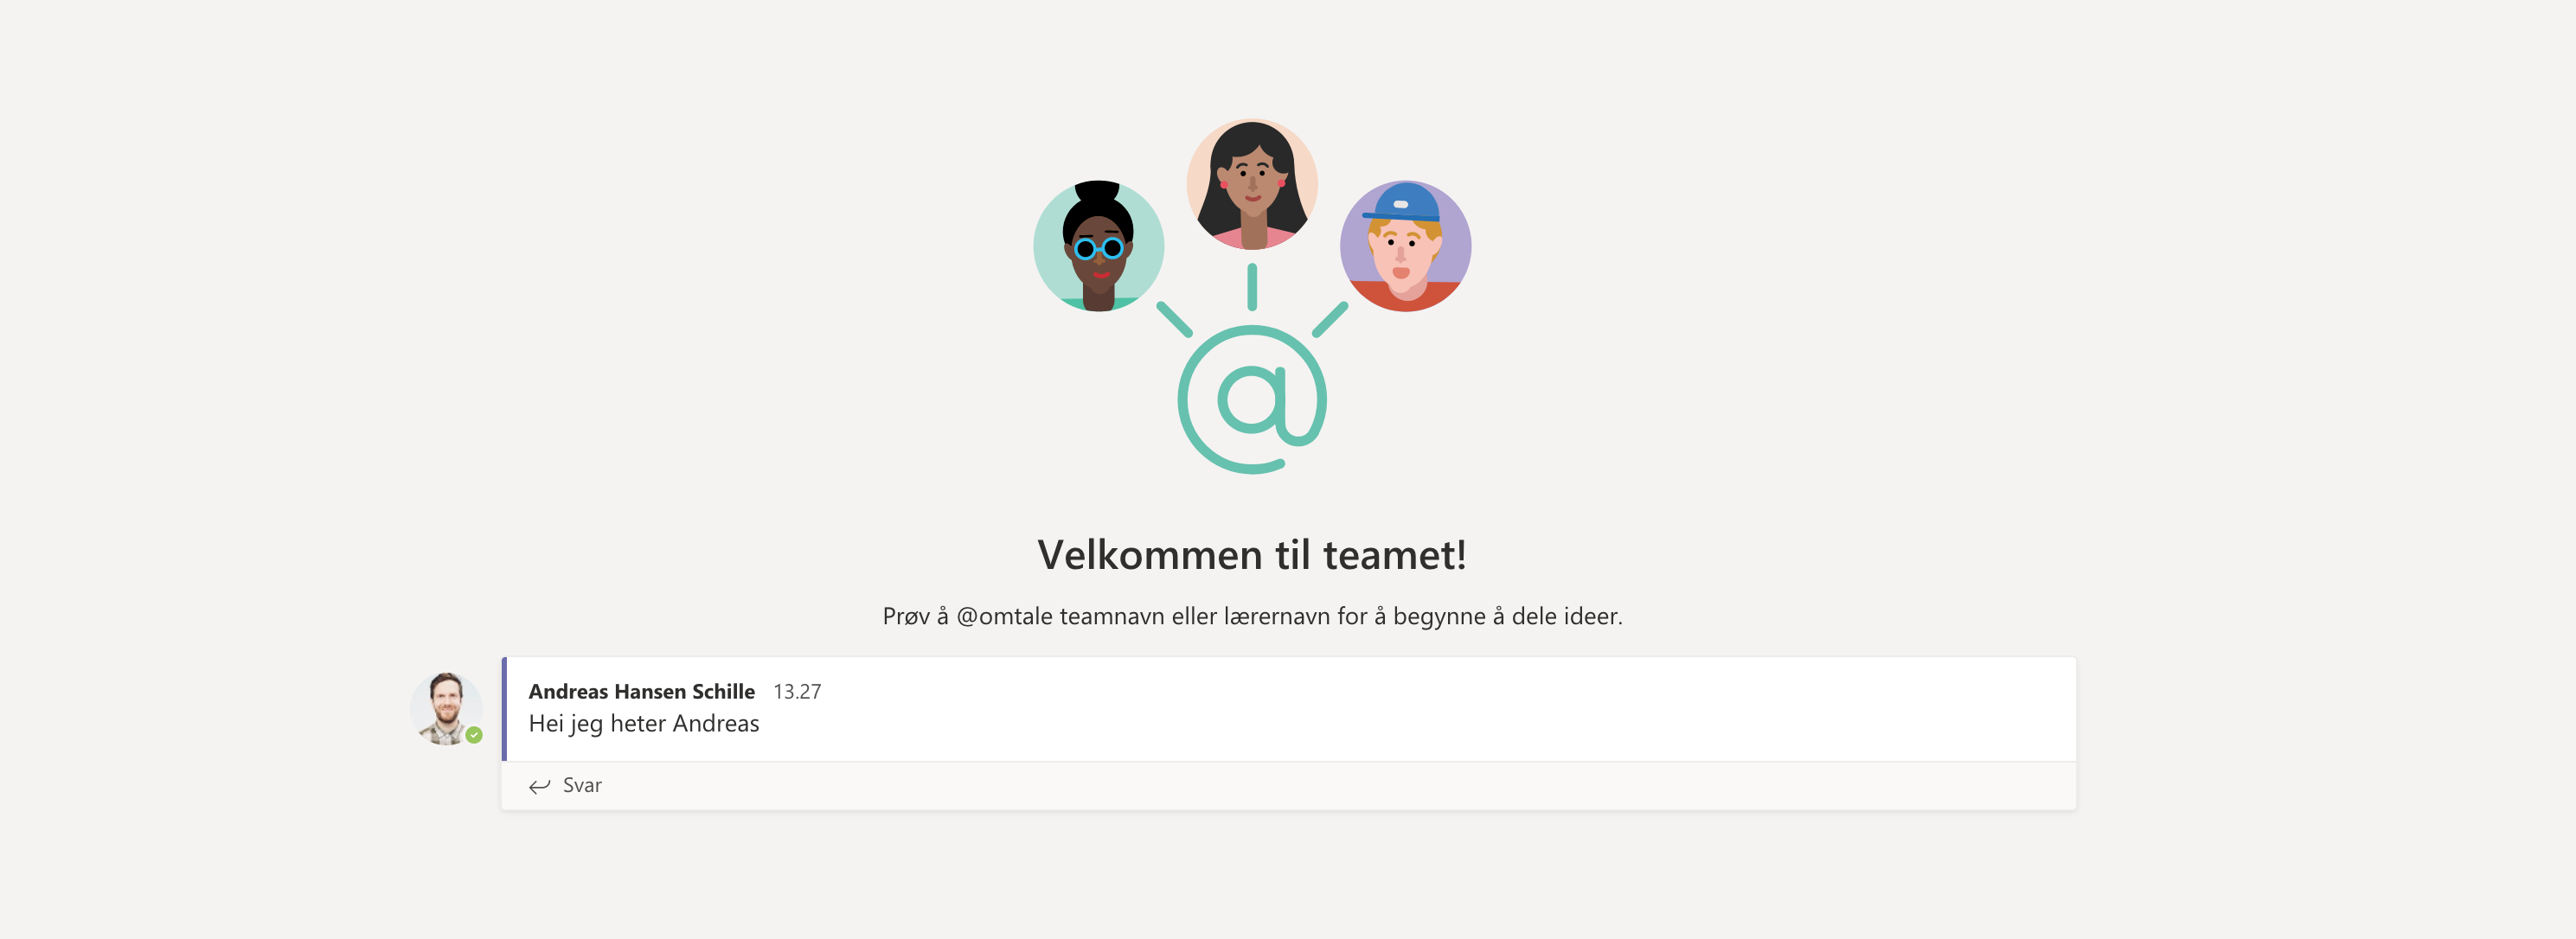 Velkommen til teamet!
Prøv å @omtale teamnavn eller lærernavn for å begynne å dele ideer.
Andreas Hansen Schille 13.27
Hei jeg heter Andreas
Svar